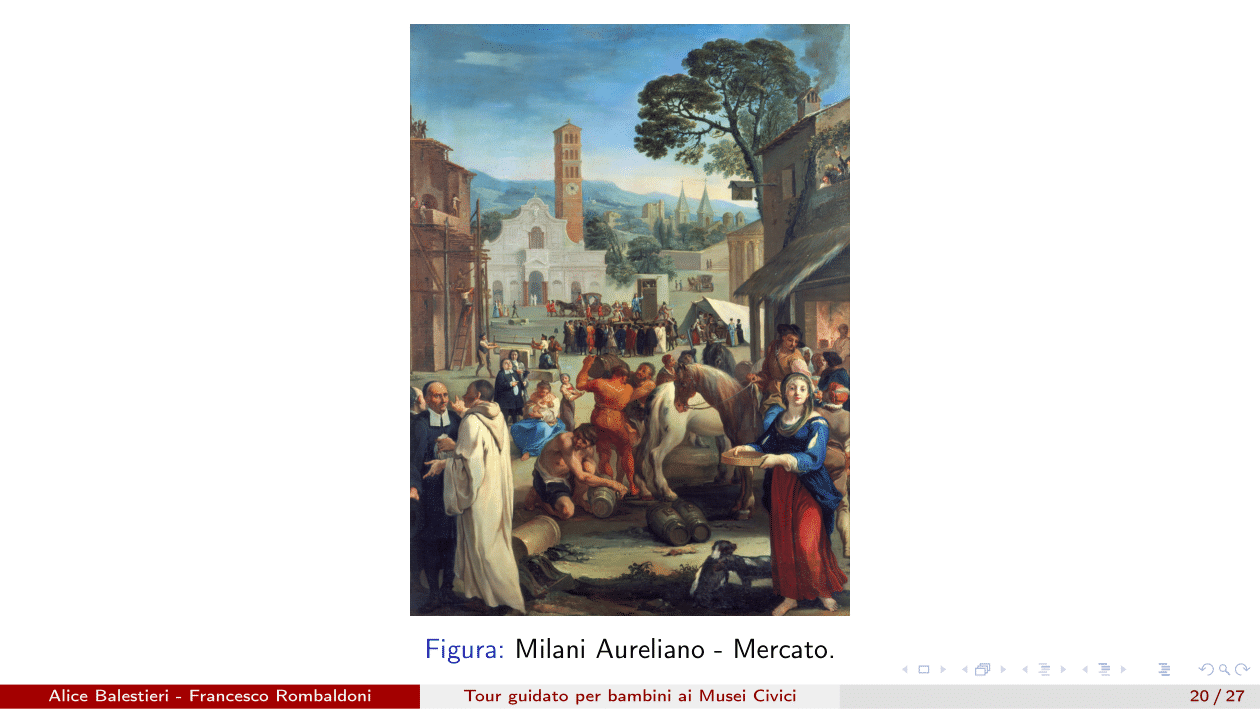 Figura: Milani Aureliano - Mercato.
Alice Balestieri - Francesco Rombaldoni
Tour guidato per bambini ai Musei Civici
20 / 27